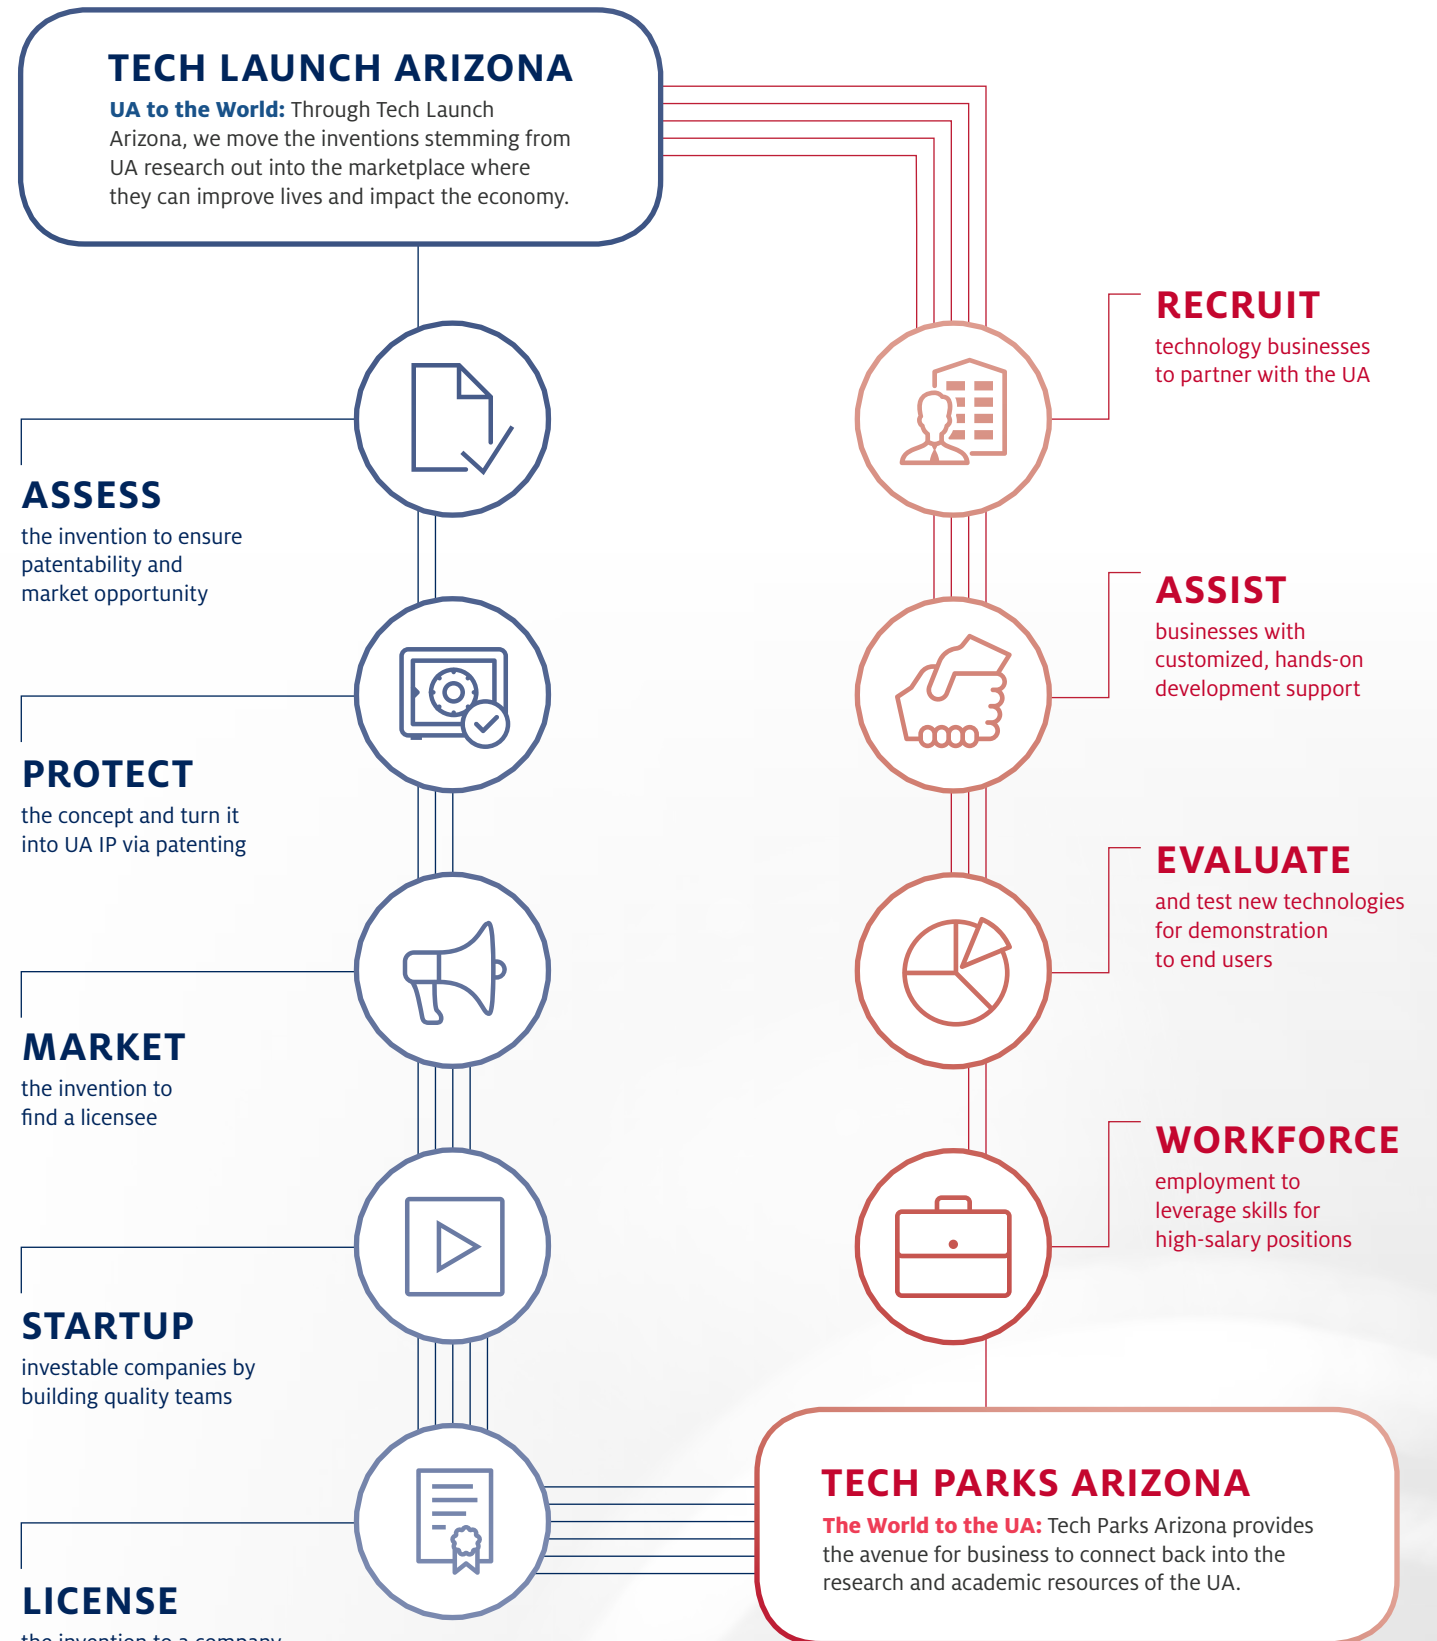 TECH LAUNCH ARIZONA
UA to the World: Through Tech Launch
Arizona, we move the inventions stemming from
UA research out into the marketplace where
they can improve lives and impact the economy.
ASSESS
the invention to ensure
patentability and
market opportunity
PROTECT
the concept and turn it
into UA IP via patenting
MARKET
the invention to
find a licensee
STARTUP
investable companies by
building quality teams
LICENSE
the invention to a company
RECRUIT
technology businesses
to partner with the UA
ASSIST
businesses with
customized, hands-on
development support
EVALUATE
and test new technologies
for demonstration
to end users
WORKFORCE
employment to
leverage skills for
high-salary positions
TECH PARKS ARIZONA
The World to the UA: Tech Parks Arizona provides
the avenue for business to connect back into the
research and academic resources of the UA.